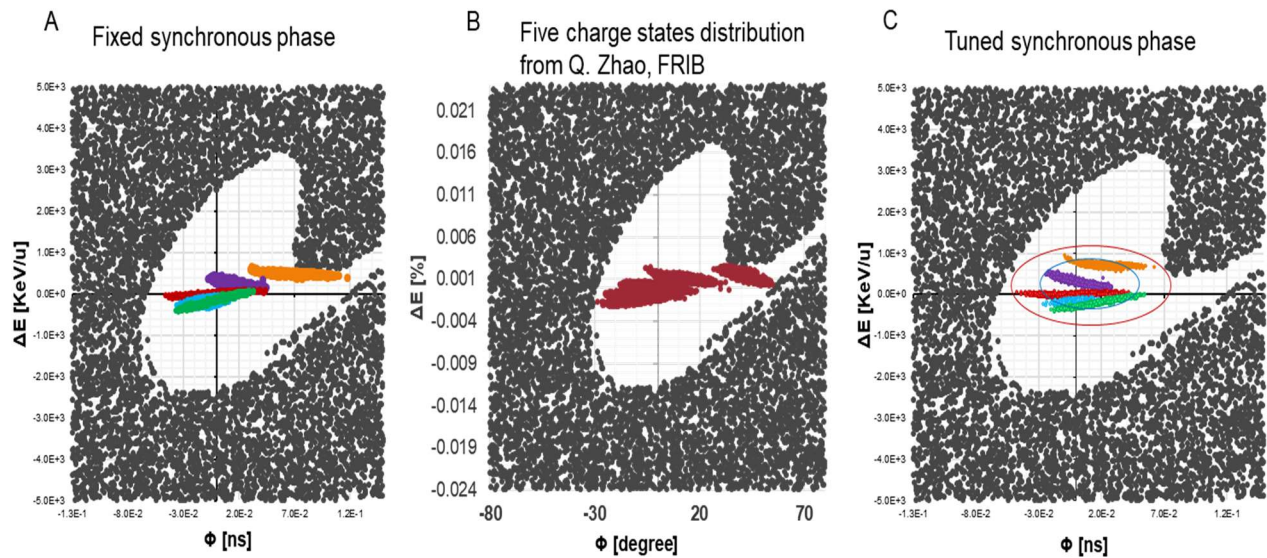 A
Fixed synchronous phase
5.0E+3
4.0E+3
3.0E+3
2.0E+3
1.0E+3
0.0E+0
-1.0E+3
-2.0E+3
-3.0E+3
-4.0E+3
-5.0E+3
ΔE [KeV/u]
-1.3E-1
-8.0E-2
-3.0E-2
2.0E-2
7.0E-2
1.2E-1
Φ [ns]
B
Five charge states distribution
from Q. Zhao, FRIB
0.021
0.016
0.011
0.006
0.001
-0.004
-0.009
-0.014
-0.019
-0.024
ΔE [%]
-80
-30
20
70
Φ [degree]
C
Tuned synchronous phase
5.0E+3
4.0E+3
3.0E+3
2.0E+3
1.0E+3
0.0E+0
-1.0E+3
-2.0E+3
-3.0E+3
-4.0E+3
-5.0E+3
ΔE [KeV/u]
-1.3E-1
-8.0E-2
-3.0E-2
2.0E-2
7.0E-2
1.2E-1
Φ [ns]